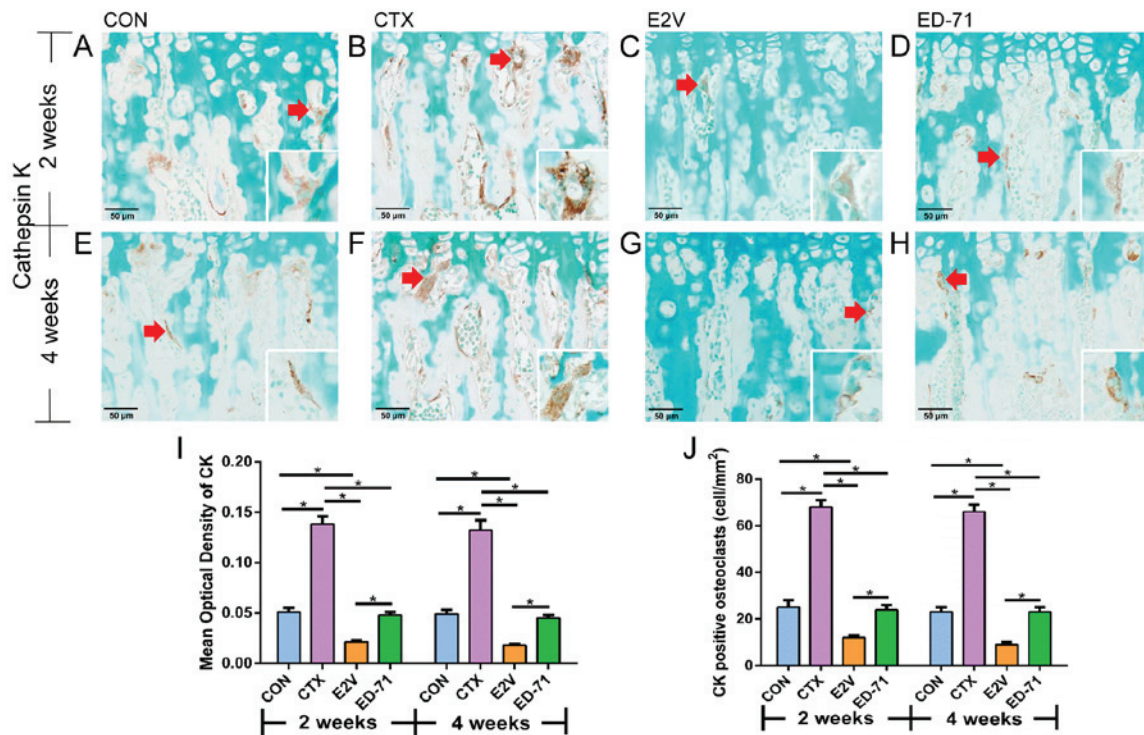 CON CTX E2V ED-71
A B C D
Cathepsin K
2 weeks
50 µm 50 µm 50 µm 50 µm
E F G H
4 weeks
50 µm 50 µm 50 µm 50 µm
I
Mean Optical Density of CK
0.20
0.15
0.10
0.05
0.00
* * * * * * * *
CON CTX E2V ED-71 CON CTX E2V ED-71
2 weeks 4 weeks
J
CK positive osteoclasts (cell/mm²)
80
60
40
20
0
* * * * * * * * * *
CON CTX E2V ED-71 CON CTX E2V ED-71
2 weeks 4 weeks